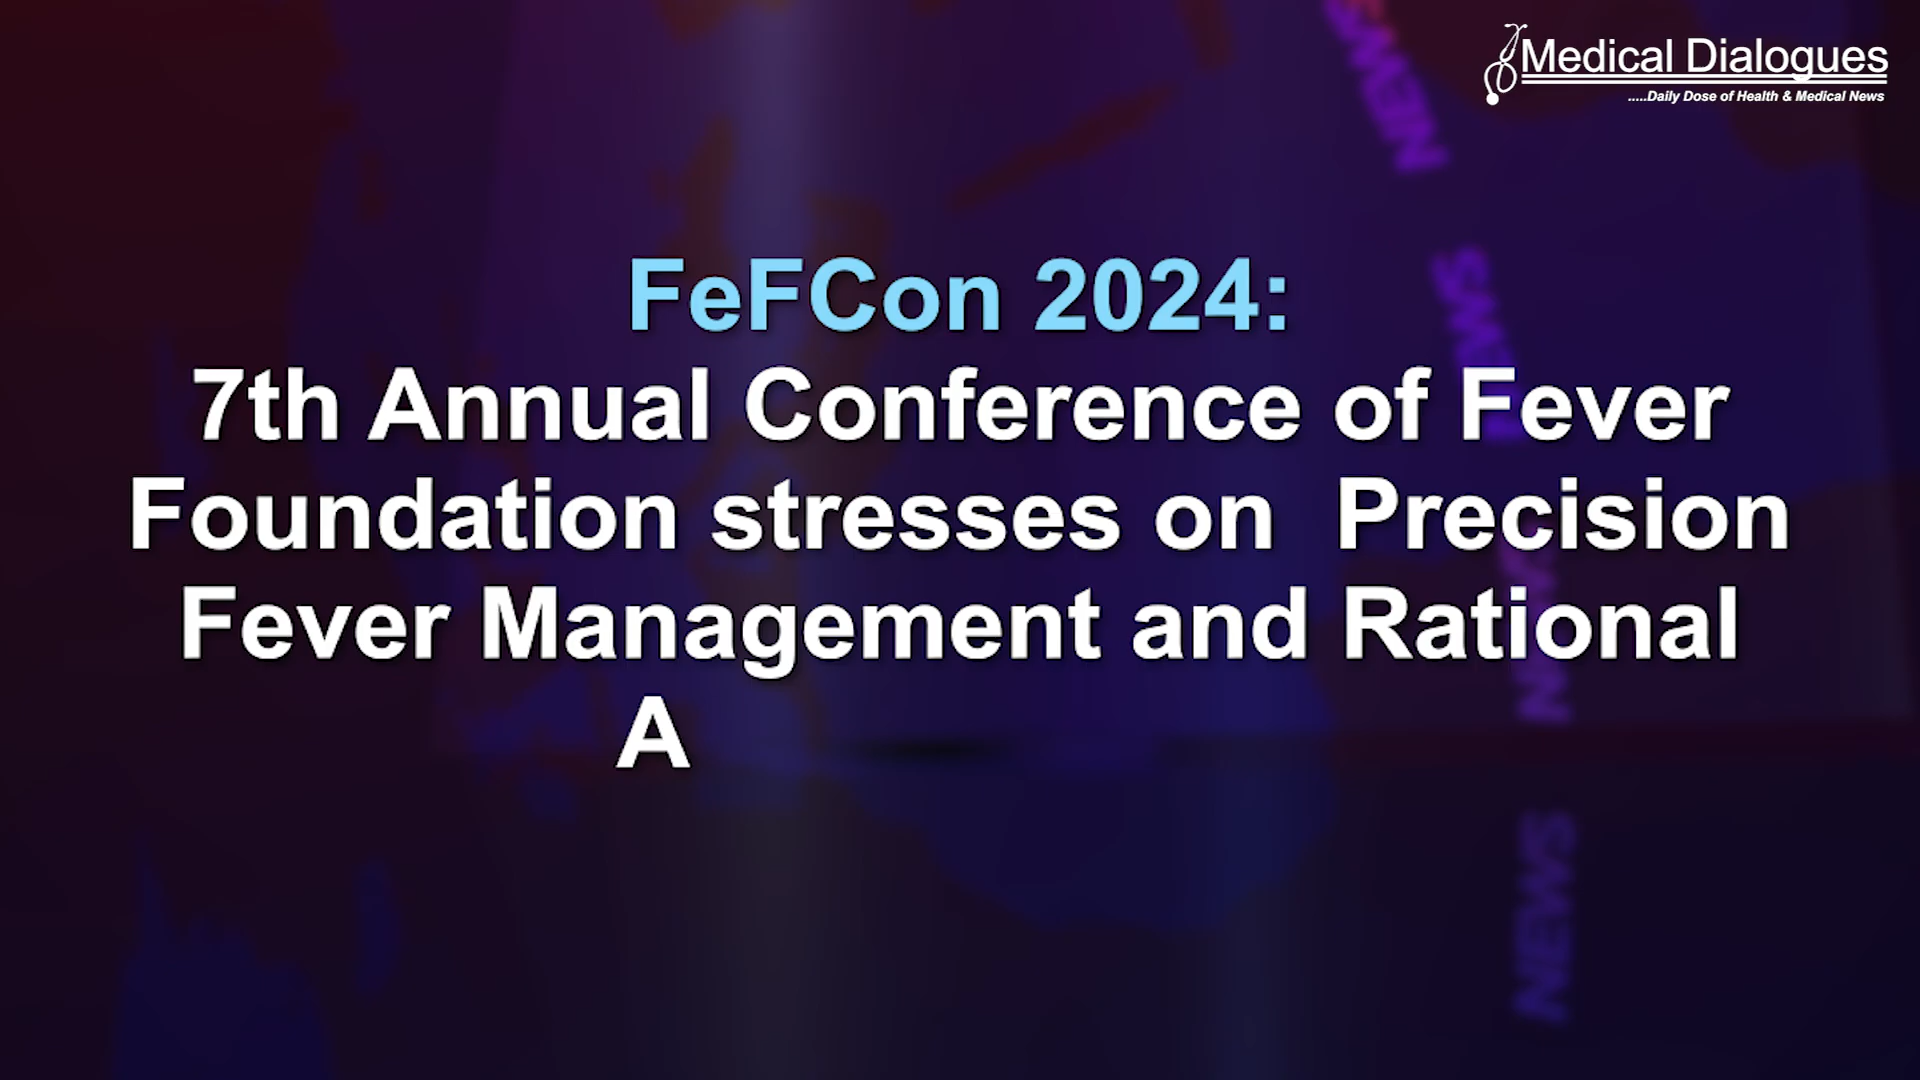 Medical Dialogues
.....Daily Dose of Health & Medical News
NEWS
NEWS
FeFCon 2024:
7th Annual Conference of Fever
Foundation stresses on  Precision
Fever Management and Rational
A
NEWS